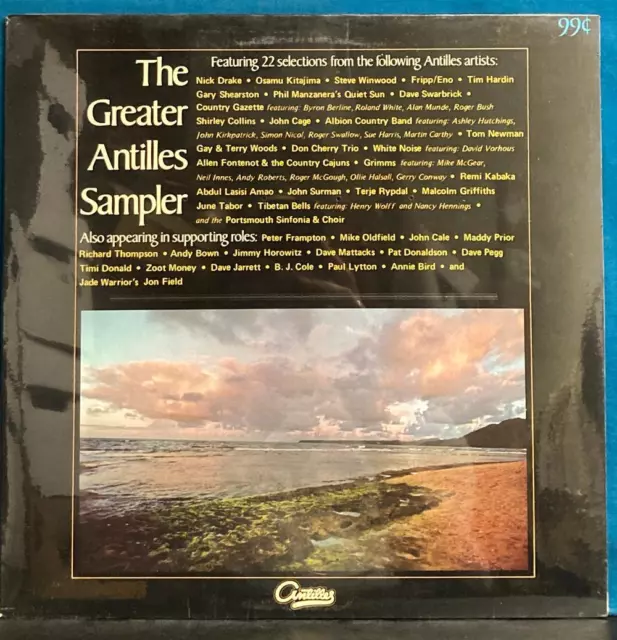 99¢
The
Greater
Antilles
Sampler
Featuring 22 selections from the following Antilles artists:
Nick Drake • Osamu Kitajima • Steve Winwood • Fripp/Eno • Tim Hardin
Gary Shearston • Phil Manzanera's Quiet Sun • Dave Swarbrick •
Country Gazette featuring: Byron Berline, Roland White, Alan Munde, Roger Bush
Shirley Collins • John Cage • Albion Country Band featuring: Ashley Hutchings,
John Kirkpatrick, Simon Nicol, Roger Swallow, Sue Harris, Martin Carthy • Tom Newman
Gay & Terry Woods • Don Cherry Trio • White Noise featuring: David Vorhous
Allen Fontenot & the Country Cajuns • Grimms featuring: Mike McGear,
Neil Innes, Andy Roberts, Roger McGough, Ollie Halsall, Gerry Conway • Remi Kabaka
Abdul Lasisi Amao • John Surman • Terje Rypdal • Malcolm Griffiths
June Tabor • Tibetan Bells featuring: Henry Wolff and Nancy Hennings •
and the Portsmouth Sinfonia & Choir
Also appearing in supporting roles: Peter Frampton • Mike Oldfield • John Cale • Maddy Prior
Richard Thompson • Andy Bown • Jimmy Horowitz • Dave Mattacks • Pat Donaldson • Dave Pegg
Timi Donald • Zoot Money • Dave Jarrett • B. J. Cole • Paul Lytton • Annie Bird • and
Jade Warrior's Jon Field
Antilles